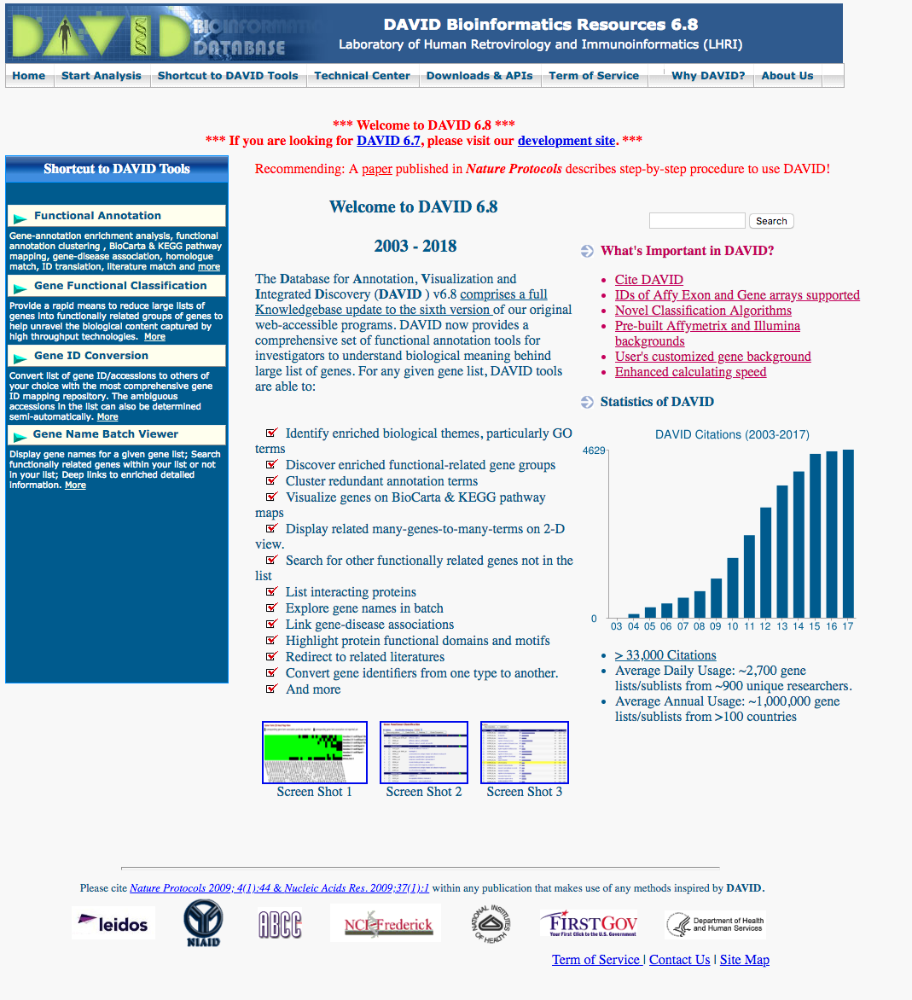 DAVID BIOINFORMATICS
DATABASE
DAVID Bioinformatics Resources 6.8
Laboratory of Human Retrovirology and Immunoinformatics (LHRI)
Home Start Analysis Shortcut to DAVID Tools Technical Center Downloads & APIs Term of Service Why DAVID? About Us
*** Welcome to DAVID 6.8 ***
*** If you are looking for DAVID 6.7, please visit our development site. ***
Shortcut to DAVID Tools
Functional Annotation
Gene-annotation enrichment analysis, functional
annotation clustering , BioCarta & KEGG pathway
mapping, gene-disease association, homologue
match, ID translation, literature match and more
Gene Functional Classification
Provide a rapid means to reduce large lists of
genes into functionally related groups of genes to
help unravel the biological content captured by
high throughput technologies. More
Gene ID Conversion
Convert list of gene ID/accessions to others of
your choice with the most comprehensive gene
ID mapping repository. The ambiguous
accessions in the list can also be determined
semi-automatically. More
Gene Name Batch Viewer
Display gene names for a given gene list; Search
functionally related genes within your list or not
in your list; Deep links to enriched detailed
information. More
Recommending: A paper published in Nature Protocols describes step-by-step procedure to use DAVID!
Welcome to DAVID 6.8
2003 - 2018
The Database for Annotation, Visualization and
Integrated Discovery (DAVID ) v6.8 comprises a full
Knowledgebase update to the sixth version of our original
web-accessible programs. DAVID now provides a
comprehensive set of functional annotation tools for
investigators to understand biological meaning behind
large list of genes. For any given gene list, DAVID tools
are able to:
Identify enriched biological themes, particularly GO
terms
Discover enriched functional-related gene groups
Cluster redundant annotation terms
Visualize genes on BioCarta & KEGG pathway
maps
Display related many-genes-to-many-terms on 2-D
view.
Search for other functionally related genes not in the
list
List interacting proteins
Explore gene names in batch
Link gene-disease associations
Highlight protein functional domains and motifs
Redirect to related literatures
Convert gene identifiers from one type to another.
And more
Screen Shot 1 Screen Shot 2 Screen Shot 3
Search
What's Important in DAVID?
Cite DAVID
IDs of Affy Exon and Gene arrays supported
Novel Classification Algorithms
Pre-built Affymetrix and Illumina
backgrounds
User's customized gene background
Enhanced calculating speed
Statistics of DAVID
DAVID Citations (2003-2017)
4629
0
03 04 05 06 07 08 09 10 11 12 13 14 15 16 17
> 33,000 Citations
Average Daily Usage: ~2,700 gene
lists/sublists from ~900 unique researchers.
Average Annual Usage: ~1,000,000 gene
lists/sublists from >100 countries
Please cite Nature Protocols 2009; 4(1):44 & Nucleic Acids Res. 2009;37(1):1 within any publication that makes use of any methods inspired by DAVID.
leidos
NIAID
ABCC
NCI Frederick
NATIONAL INSTITUTES OF HEALTH
FIRSTGOV
Your First Click to the U.S. Government
Department of Health
and Human Services
Term of Service | Contact Us | Site Map